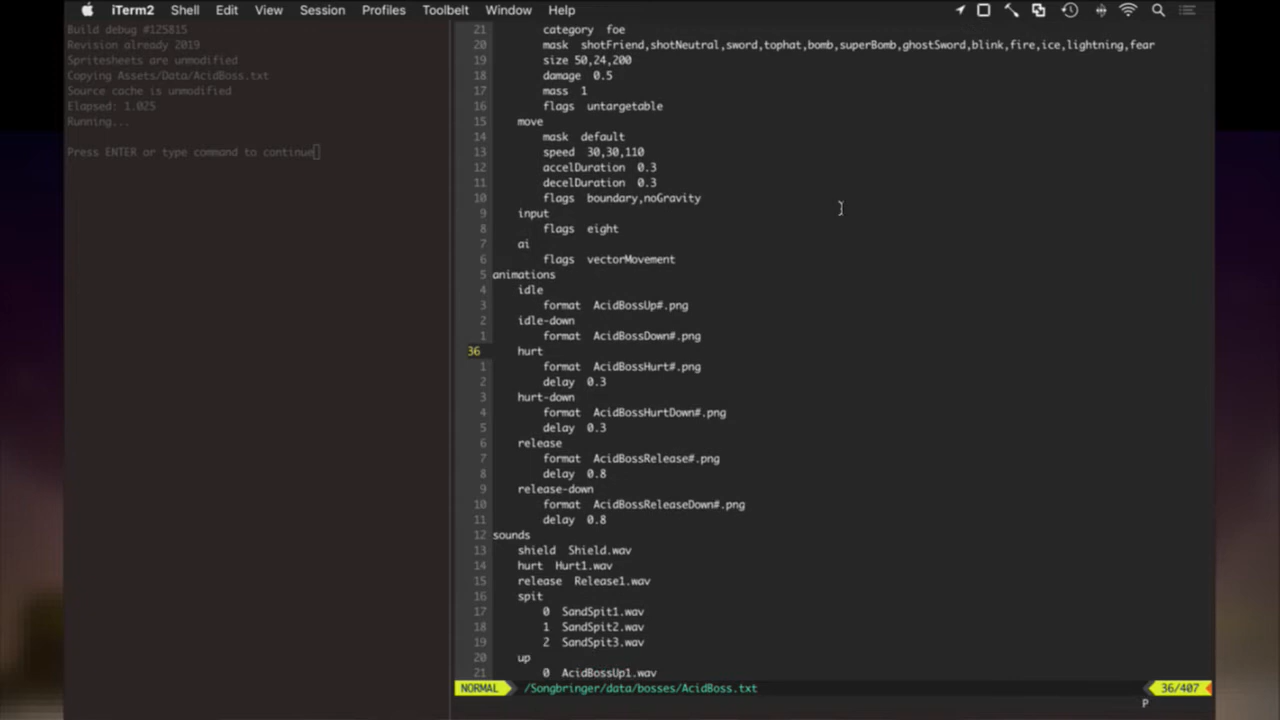 iTerm2 Shell Edit View Session Profiles Toolbelt Window Help
Build debug #125815
Revision already 2019
Spritesheets are unmodified
Copying Assets/Data/AcidBoss.txt
Source cache is unmodified
Elapsed: 1.025
Running...
Press ENTER or type command to continue
21 category foe
20 mask shotFriend,shotNeutral,sword,tophat,bomb,superBomb,ghostSword,blink,fire,ice,lightning,fear
19 size 50,24,200
18 damage 0.5
17 mass 1
16 flags untargetable
15 move
14 mask default
13 speed 30,30,110
12 accelDuration 0.3
11 decelDuration 0.3
10 flags boundary,noGravity
9 input
8 flags eight
7 ai
6 flags vectorMovement
5 animations
4 idle
3 format AcidBossUp#.png
2 idle-down
1 format AcidBossDown#.png
36 hurt
1 format AcidBossHurt#.png
2 delay 0.3
3 hurt-down
4 format AcidBossHurtDown#.png
5 delay 0.3
6 release
7 format AcidBossRelease#.png
8 delay 0.8
9 release-down
10 format AcidBossReleaseDown#.png
11 delay 0.8
12 sounds
13 shield Shield.wav
14 hurt Hurt1.wav
15 release Release1.wav
16 spit
17 0 SandSpit1.wav
18 1 SandSpit2.wav
19 2 SandSpit3.wav
20 up
21 0 AcidBossUp1.wav
NORMAL /Songbringer/data/bosses/AcidBoss.txt 36/407
P